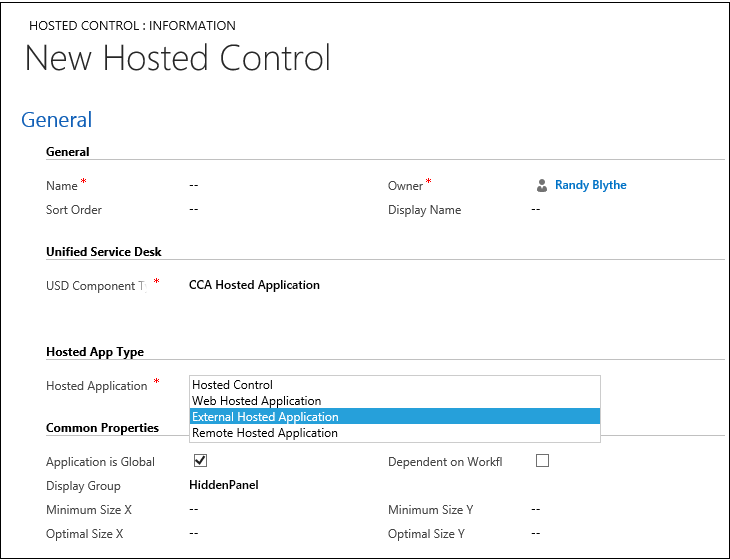 HOSTED CONTROL : INFORMATION
New Hosted Control
General
General
Name * -- Owner * Randy Blythe
Sort Order -- Display Name --
Unified Service Desk
USD Component T * CCA Hosted Application
Hosted App Type
Hosted Application * Hosted Control
Web Hosted Application
External Hosted Application
Remote Hosted Application
Common Properties
Application is Global Dependent on Workfl
Display Group HiddenPanel
Minimum Size X -- Minimum Size Y --
Optimal Size X -- Optimal Size Y --